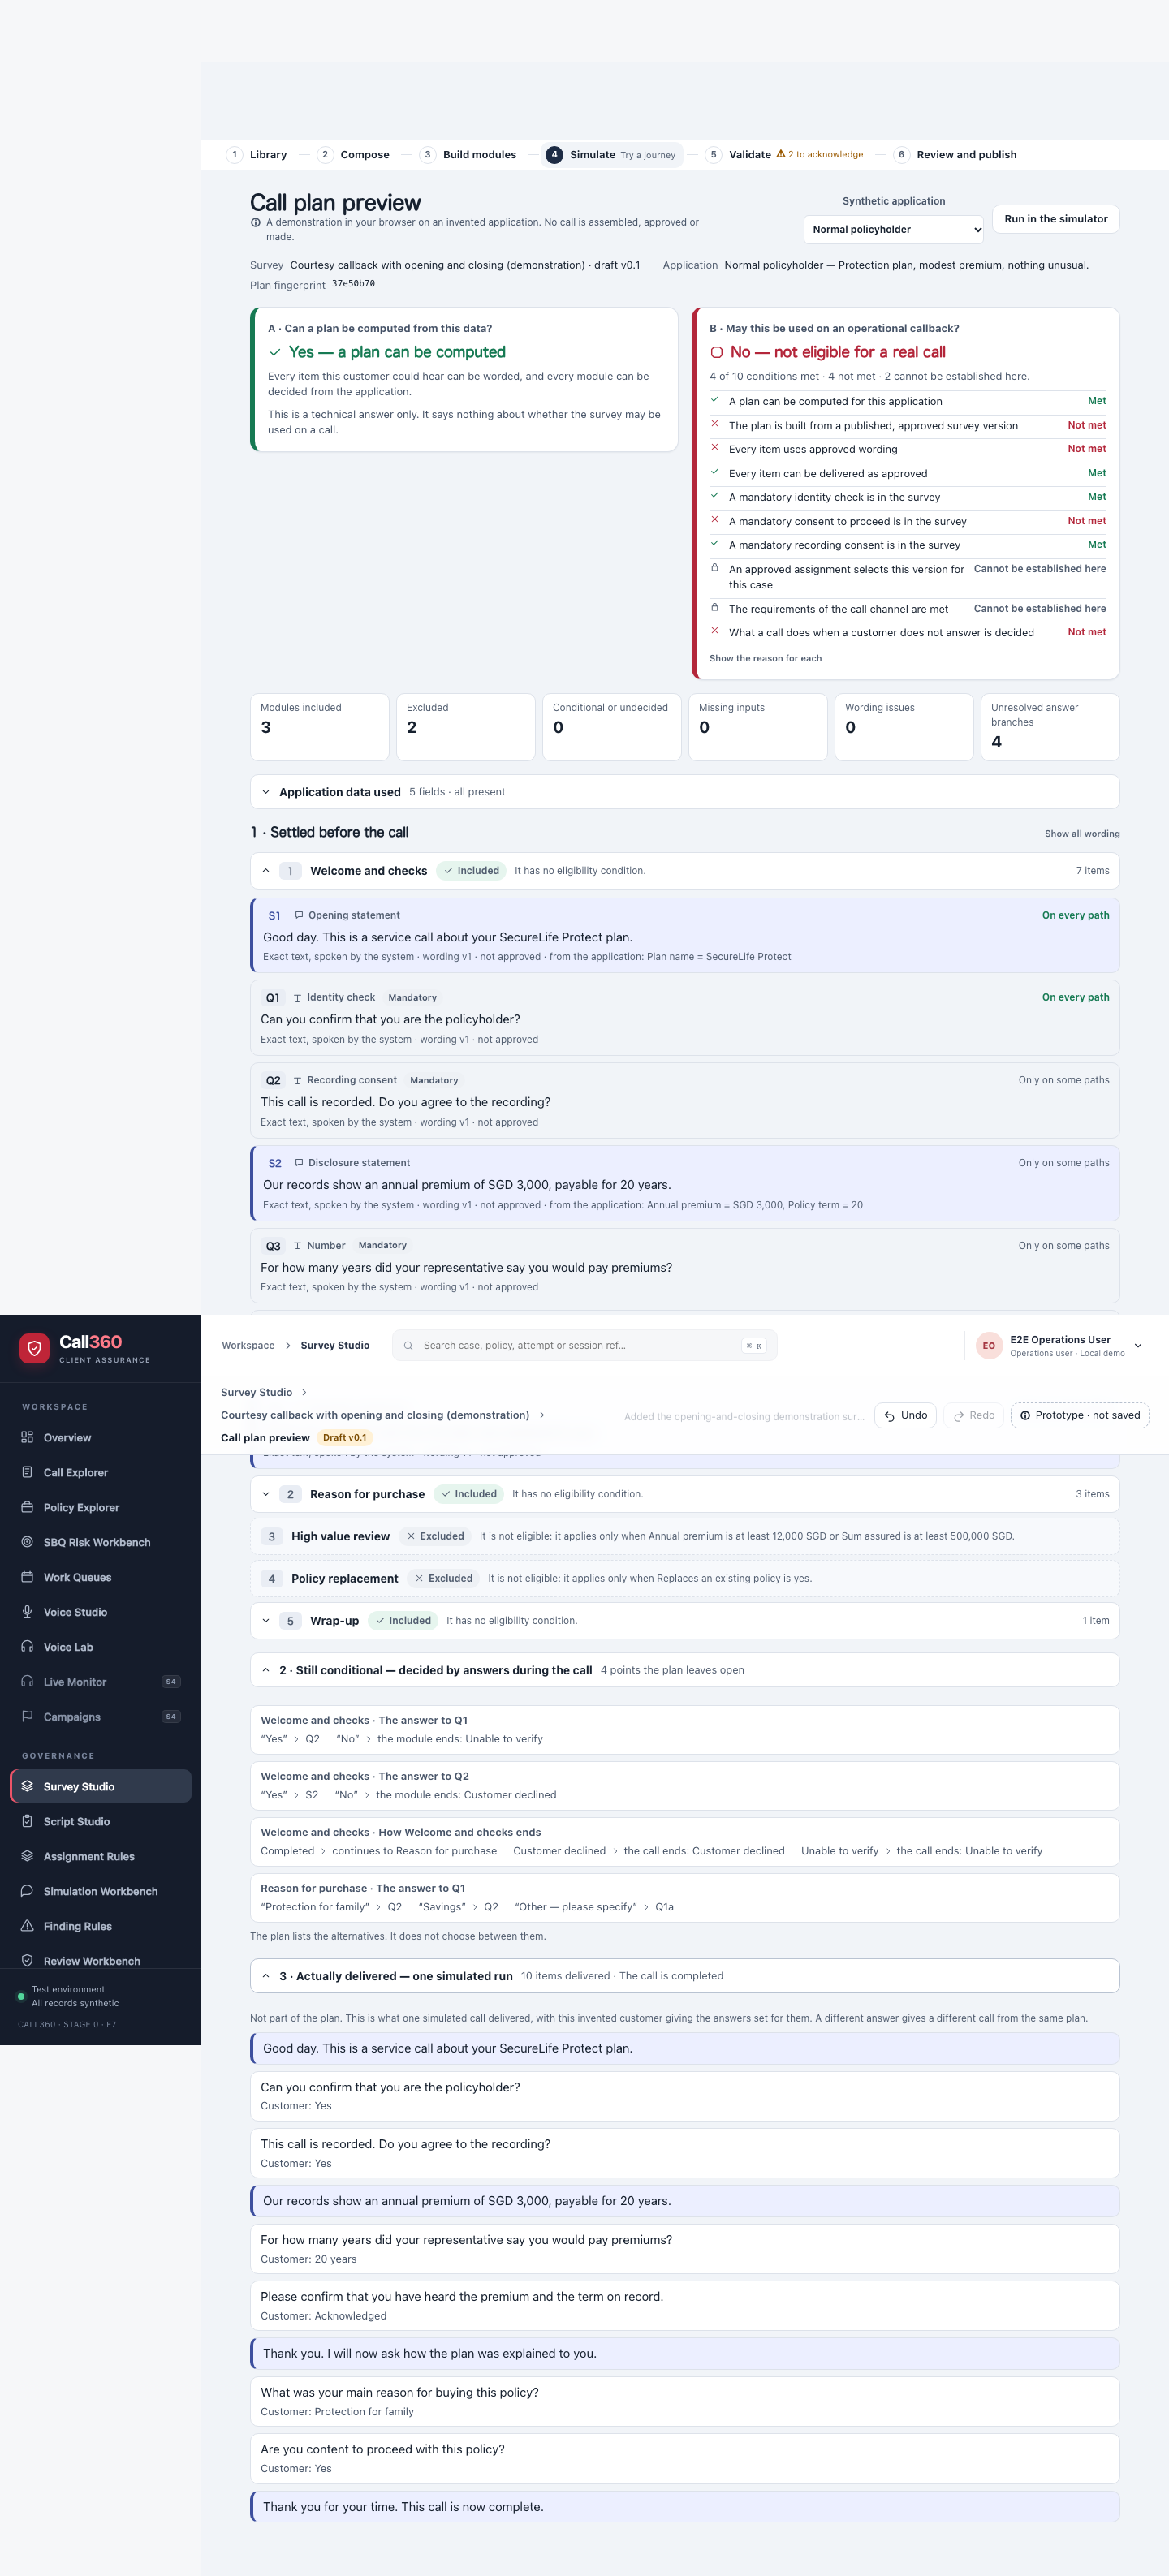 1 Library
2 Compose
3 Build modules
4 Simulate Try a journey
5 Validate 2 to acknowledge
6 Review and publish
Call plan preview
A demonstration in your browser on an invented application. No call is assembled, approved or
made.
Synthetic application
Normal policyholder
Run in the simulator
Survey Courtesy callback with opening and closing (demonstration) · draft v0.1 Application Normal policyholder — Protection plan, modest premium, nothing unusual.
Plan fingerprint 37e50b70
A · Can a plan be computed from this data?
Yes — a plan can be computed
Every item this customer could hear can be worded, and every module can be
decided from the application.
This is a technical answer only. It says nothing about whether the survey may be
used on a call.
B · May this be used on an operational callback?
No — not eligible for a real call
4 of 10 conditions met · 4 not met · 2 cannot be established here.
A plan can be computed for this application Met
The plan is built from a published, approved survey version Not met
Every item uses approved wording Not met
Every item can be delivered as approved Met
A mandatory identity check is in the survey Met
A mandatory consent to proceed is in the survey Not met
A mandatory recording consent is in the survey Met
An approved assignment selects this version for Cannot be established here
this case
The requirements of the call channel are met Cannot be established here
What a call does when a customer does not answer is decided Not met
Show the reason for each
Modules included
3
Excluded
2
Conditional or undecided
0
Missing inputs
0
Wording issues
0
Unresolved answer
branches
4
Application data used 5 fields · all present
1 · Settled before the call
Show all wording
1 Welcome and checks Included It has no eligibility condition. 7 items
S1 Opening statement On every path
Good day. This is a service call about your SecureLife Protect plan.
Exact text, spoken by the system · wording v1 · not approved · from the application: Plan name = SecureLife Protect
Q1 Identity check Mandatory On every path
Can you confirm that you are the policyholder?
Exact text, spoken by the system · wording v1 · not approved
Q2 Recording consent Mandatory Only on some paths
This call is recorded. Do you agree to the recording?
Exact text, spoken by the system · wording v1 · not approved
S2 Disclosure statement Only on some paths
Our records show an annual premium of SGD 3,000, payable for 20 years.
Exact text, spoken by the system · wording v1 · not approved · from the application: Annual premium = SGD 3,000, Policy term = 20
Q3 Number Mandatory Only on some paths
For how many years did your representative say you would pay premiums?
Exact text, spoken by the system · wording v1 · not approved
Call360
CLIENT ASSURANCE
WORKSPACE
Overview
Call Explorer
Policy Explorer
SBQ Risk Workbench
Work Queues
Voice Studio
Voice Lab
Live Monitor S4
Campaigns S4
GOVERNANCE
Survey Studio
Script Studio
Assignment Rules
Simulation Workbench
Finding Rules
Review Workbench
Test environment
All records synthetic
CALL360 · STAGE 0 · F7
Workspace Survey Studio
Search case, policy, attempt or session ref...
⌘ K
EO
E2E Operations User
Operations user · Local demo
Survey Studio
Courtesy callback with opening and closing (demonstration)
Call plan preview Draft v0.1
Added the opening-and-closing demonstration sur...
Undo
Redo
Prototype · not saved
2 Reason for purchase Included It has no eligibility condition. 3 items
3 High value review Excluded It is not eligible: it applies only when Annual premium is at least 12,000 SGD or Sum assured is at least 500,000 SGD.
4 Policy replacement Excluded It is not eligible: it applies only when Replaces an existing policy is yes.
5 Wrap-up Included It has no eligibility condition. 1 item
2 · Still conditional — decided by answers during the call 4 points the plan leaves open
Welcome and checks · The answer to Q1
“Yes” › Q2 “No” › the module ends: Unable to verify
Welcome and checks · The answer to Q2
“Yes” › S2 “No” › the module ends: Customer declined
Welcome and checks · How Welcome and checks ends
Completed › continues to Reason for purchase Customer declined › the call ends: Customer declined Unable to verify › the call ends: Unable to verify
Reason for purchase · The answer to Q1
“Protection for family” › Q2 “Savings” › Q2 “Other — please specify” › Q1a
The plan lists the alternatives. It does not choose between them.
3 · Actually delivered — one simulated run 10 items delivered · The call is completed
Not part of the plan. This is what one simulated call delivered, with this invented customer giving the answers set for them. A different answer gives a different call from the same plan.
Good day. This is a service call about your SecureLife Protect plan.
Can you confirm that you are the policyholder?
Customer: Yes
This call is recorded. Do you agree to the recording?
Customer: Yes
Our records show an annual premium of SGD 3,000, payable for 20 years.
For how many years did your representative say you would pay premiums?
Customer: 20 years
Please confirm that you have heard the premium and the term on record.
Customer: Acknowledged
Thank you. I will now ask how the plan was explained to you.
What was your main reason for buying this policy?
Customer: Protection for family
Are you content to proceed with this policy?
Customer: Yes
Thank you for your time. This call is now complete.